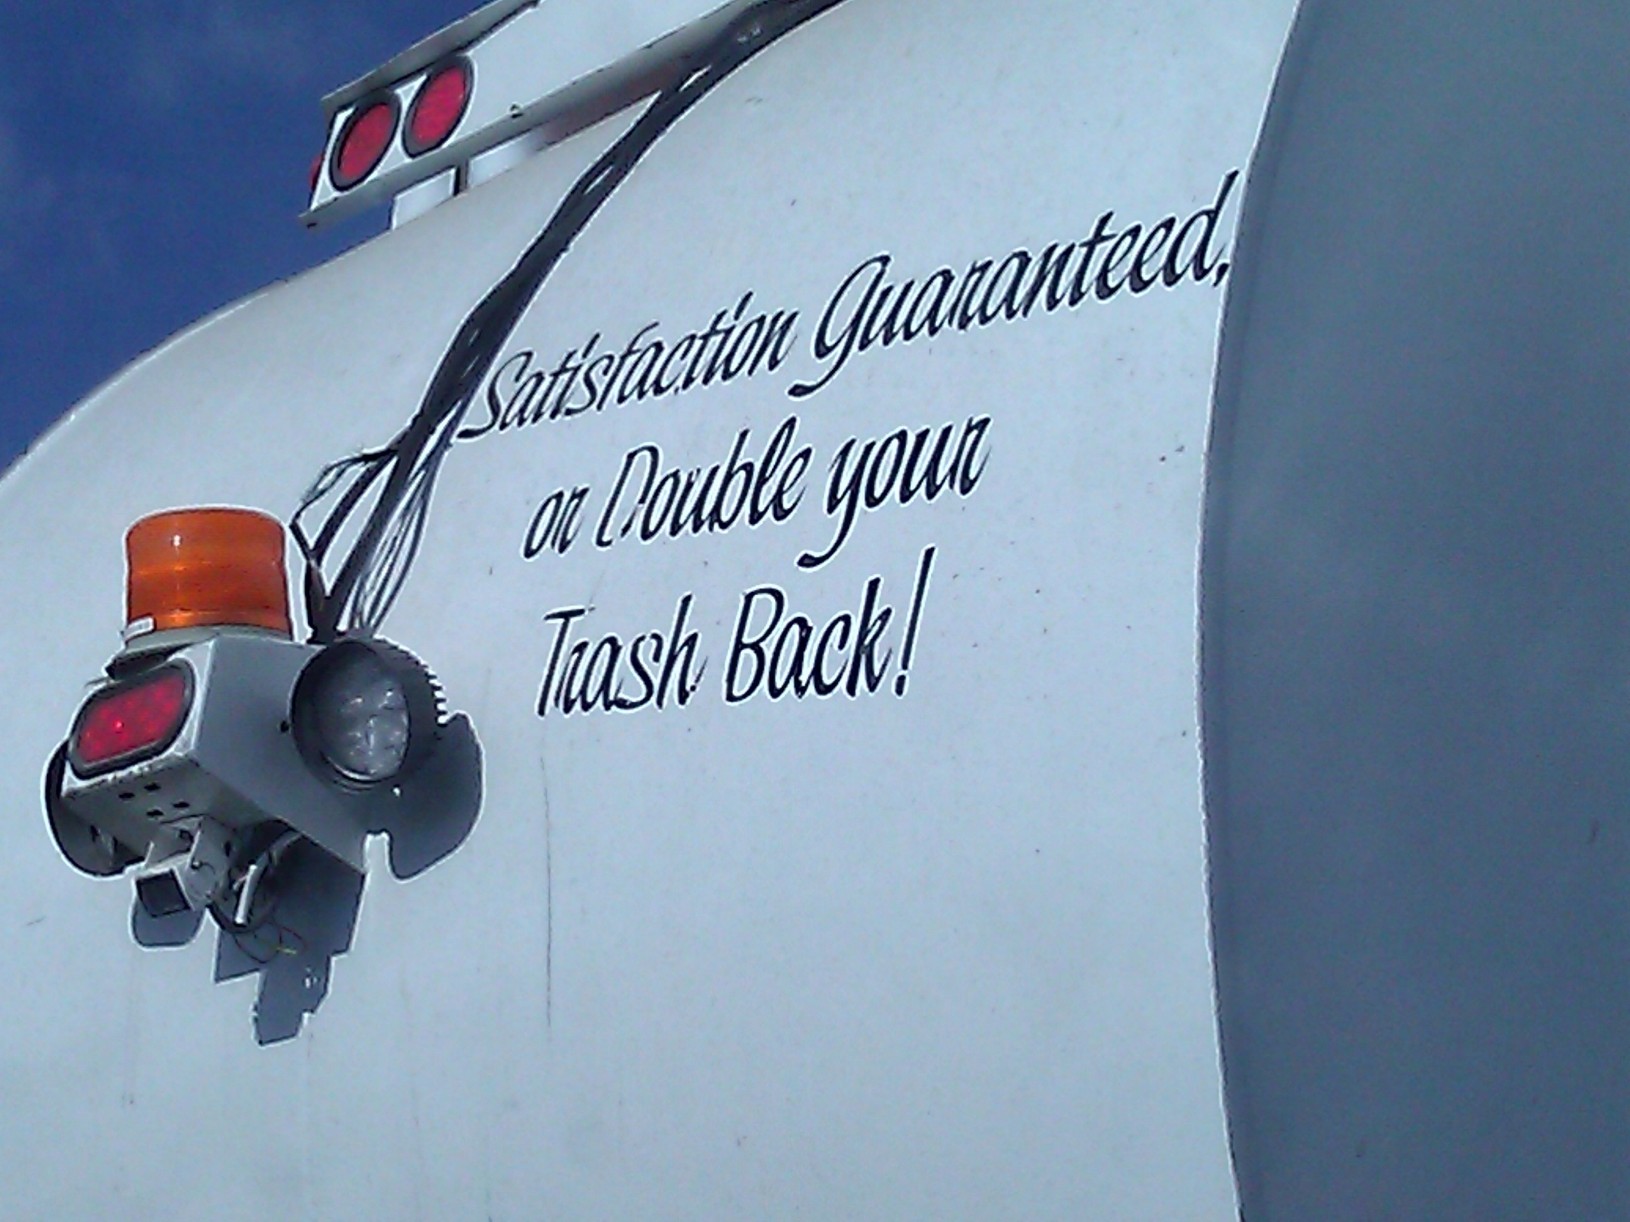 Satisfaction Guaranteed,
or Double your
Trash Back!